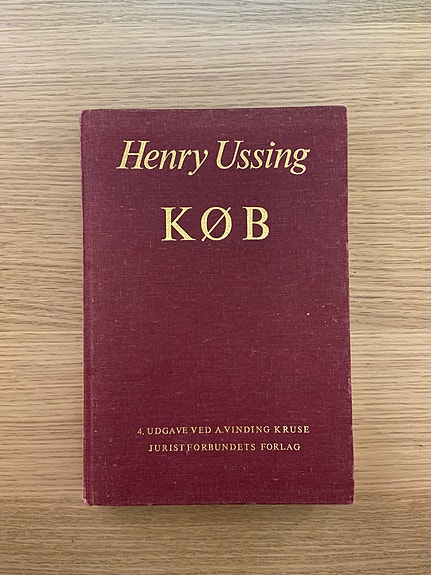 Henry Ussing
KØB
4. UDGAVE VED A. VINDING KRUSE
JURISTFORBUNDETS FORLAG